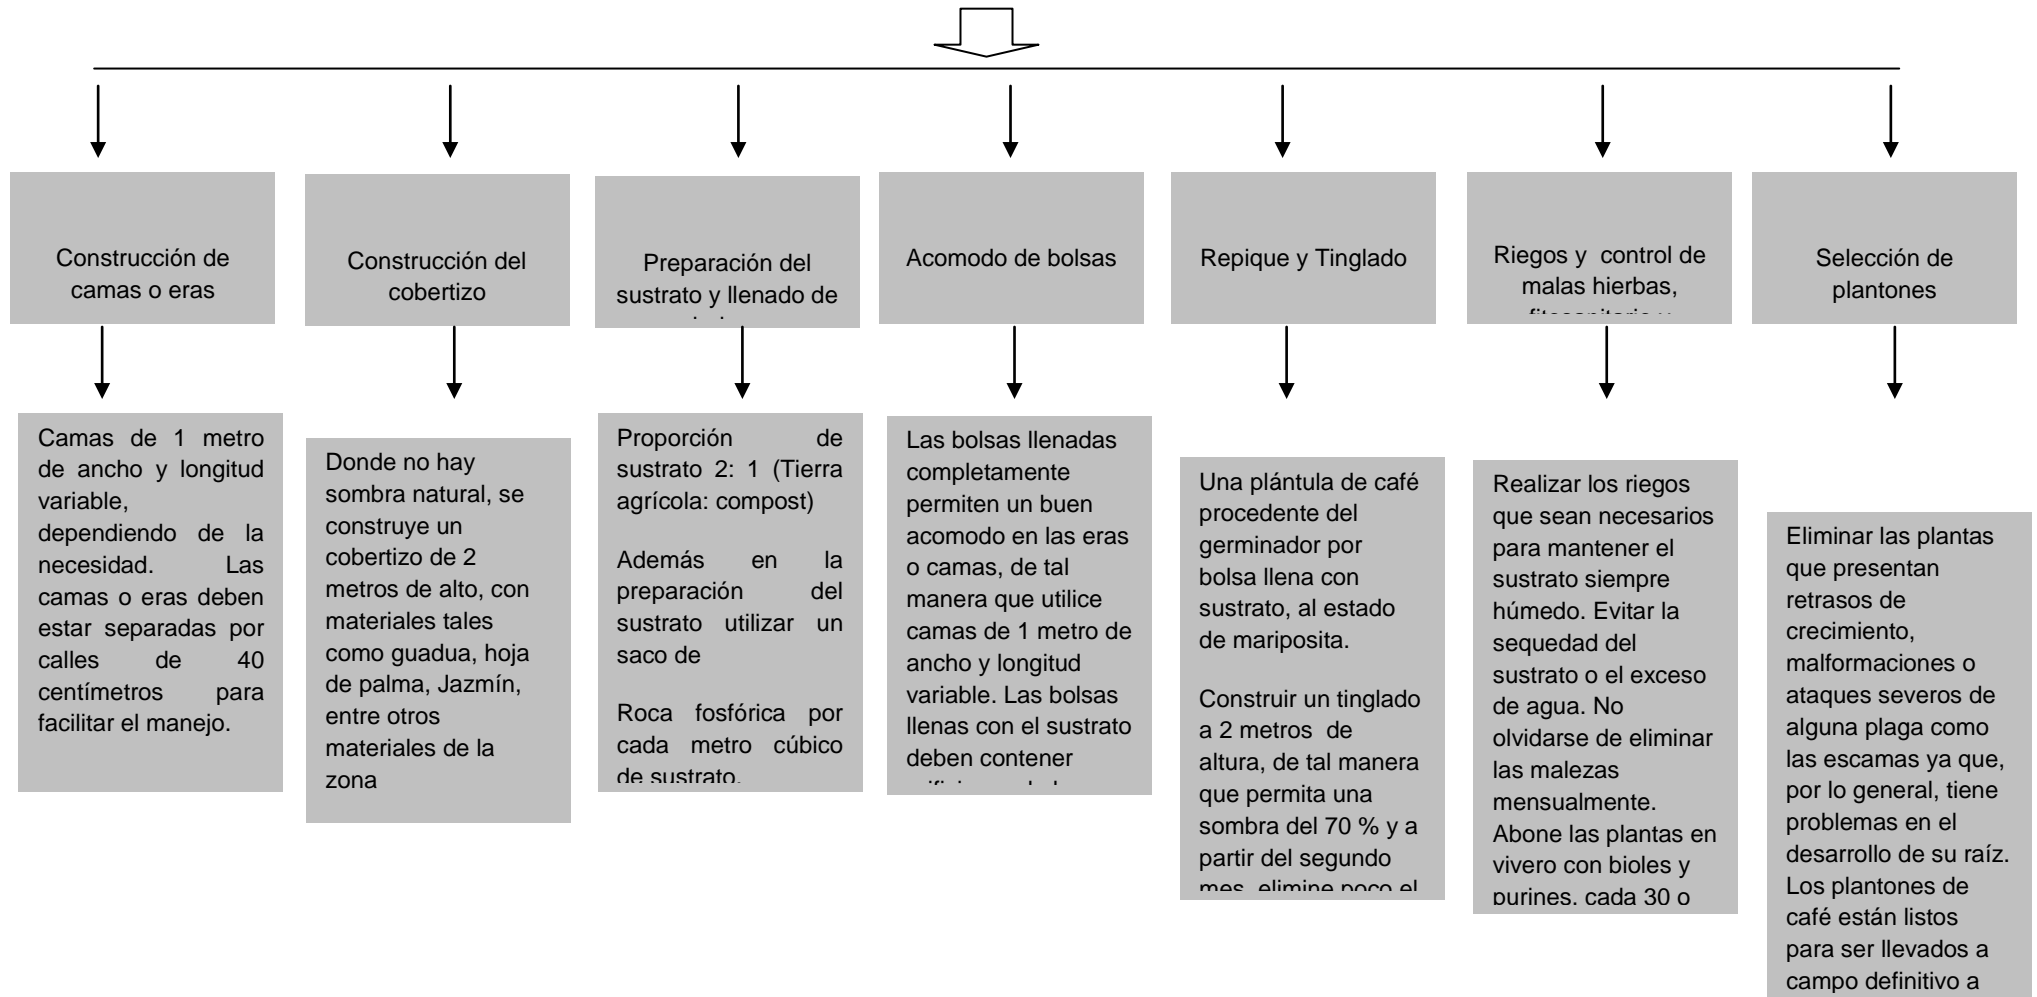 Construcción de
camas o eras
Construcción del
cobertizo
Preparación del
sustrato y llenado de
Acomodo de bolsas
Repique y Tinglado
Riegos y  control de
malas hierbas,
fitosanitario y
Selección de
plantones
Camas de 1 metro
de ancho y longitud
variable,
dependiendo de la
necesidad. Las
camas o eras deben
estar separadas por
calles de 40
centímetros para
facilitar el manejo.
Donde no hay
sombra natural, se
construye un
cobertizo de 2
metros de alto, con
materiales tales
como guadua, hoja
de palma, Jazmín,
entre otros
materiales de la
zona
Proporción de
sustrato 2: 1 (Tierra
agrícola: compost)
Además en la
preparación del
sustrato utilizar un
saco de
Roca fosfórica por
cada metro cúbico
de sustrato.
Las bolsas llenadas
completamente
permiten un buen
acomodo en las eras
o camas, de tal
manera que utilice
camas de 1 metro de
ancho y longitud
variable. Las bolsas
llenas con el sustrato
deben contener
Una plántula de café
procedente del
germinador por
bolsa llena con
sustrato, al estado
de mariposita.
Construir un tinglado
a 2 metros  de
altura, de tal manera
que permita una
sombra del 70 % y a
partir del segundo
mes, elimine poco el
Realizar los riegos
que sean necesarios
para mantener el
sustrato siempre
húmedo. Evitar la
sequedad del
sustrato o el exceso
de agua. No
olvidarse de eliminar
las malezas
mensualmente.
Abone las plantas en
vivero con bioles y
purines, cada 30 o
Eliminar las plantas
que presentan
retrasos de
crecimiento,
malformaciones o
ataques severos de
alguna plaga como
las escamas ya que,
por lo general, tiene
problemas en el
desarrollo de su raíz.
Los plantones de
café están listos
para ser llevados a
campo definitivo a